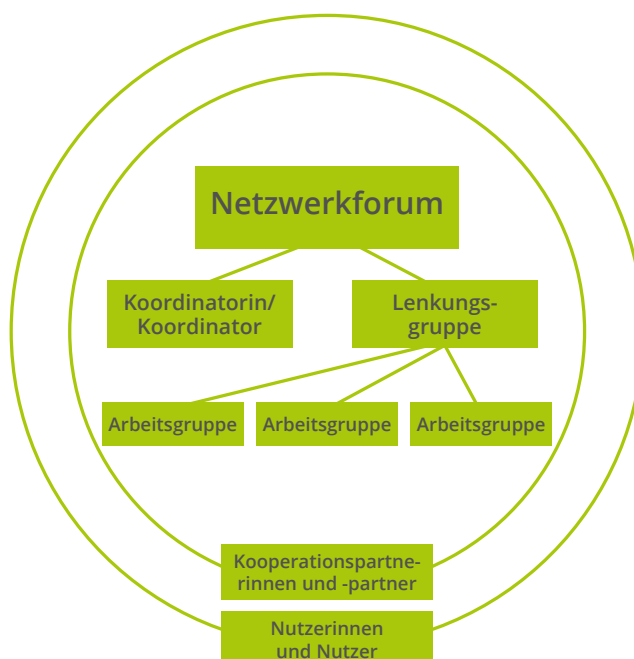 Netzwerkforum
Koordinatorin/
Koordinator
Lenkungs-
gruppe
Arbeitsgruppe
Arbeitsgruppe
Arbeitsgruppe
Kooperationspartne-
rinnen und -partner
Nutzerinnen
und Nutzer